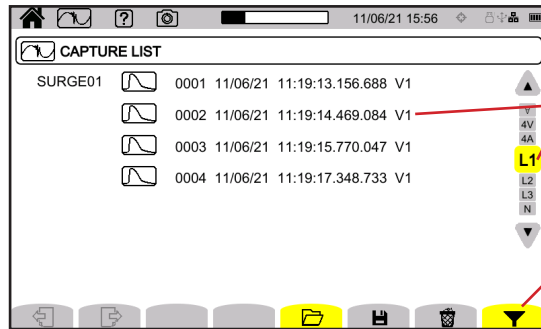 ? 11/06/21 15:56
CAPTURE LIST
SURGE01 0001 11/06/21 11:19:13.156.688 V1
0002 11/06/21 11:19:14.469.084 V1
0003 11/06/21 11:19:15.770.047 V1
0004 11/06/21 11:19:17.348.733 V1
∀
4V
4A
L1
L2
L3
N